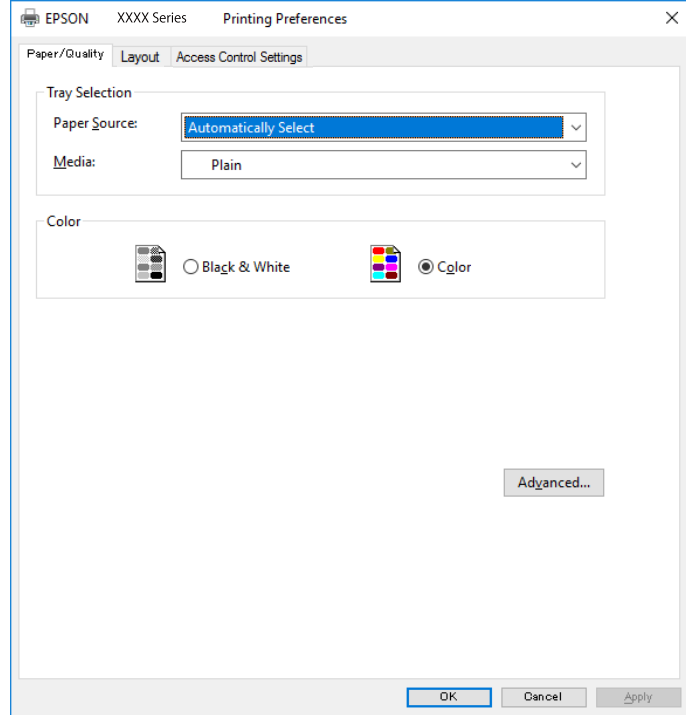 EPSON XXXX Series Printing Preferences
Paper/Quality Layout Access Control Settings
Tray Selection
Paper Source: Automatically Select
Media: Plain
Color
Black & White Color
Advanced...
OK Cancel Apply